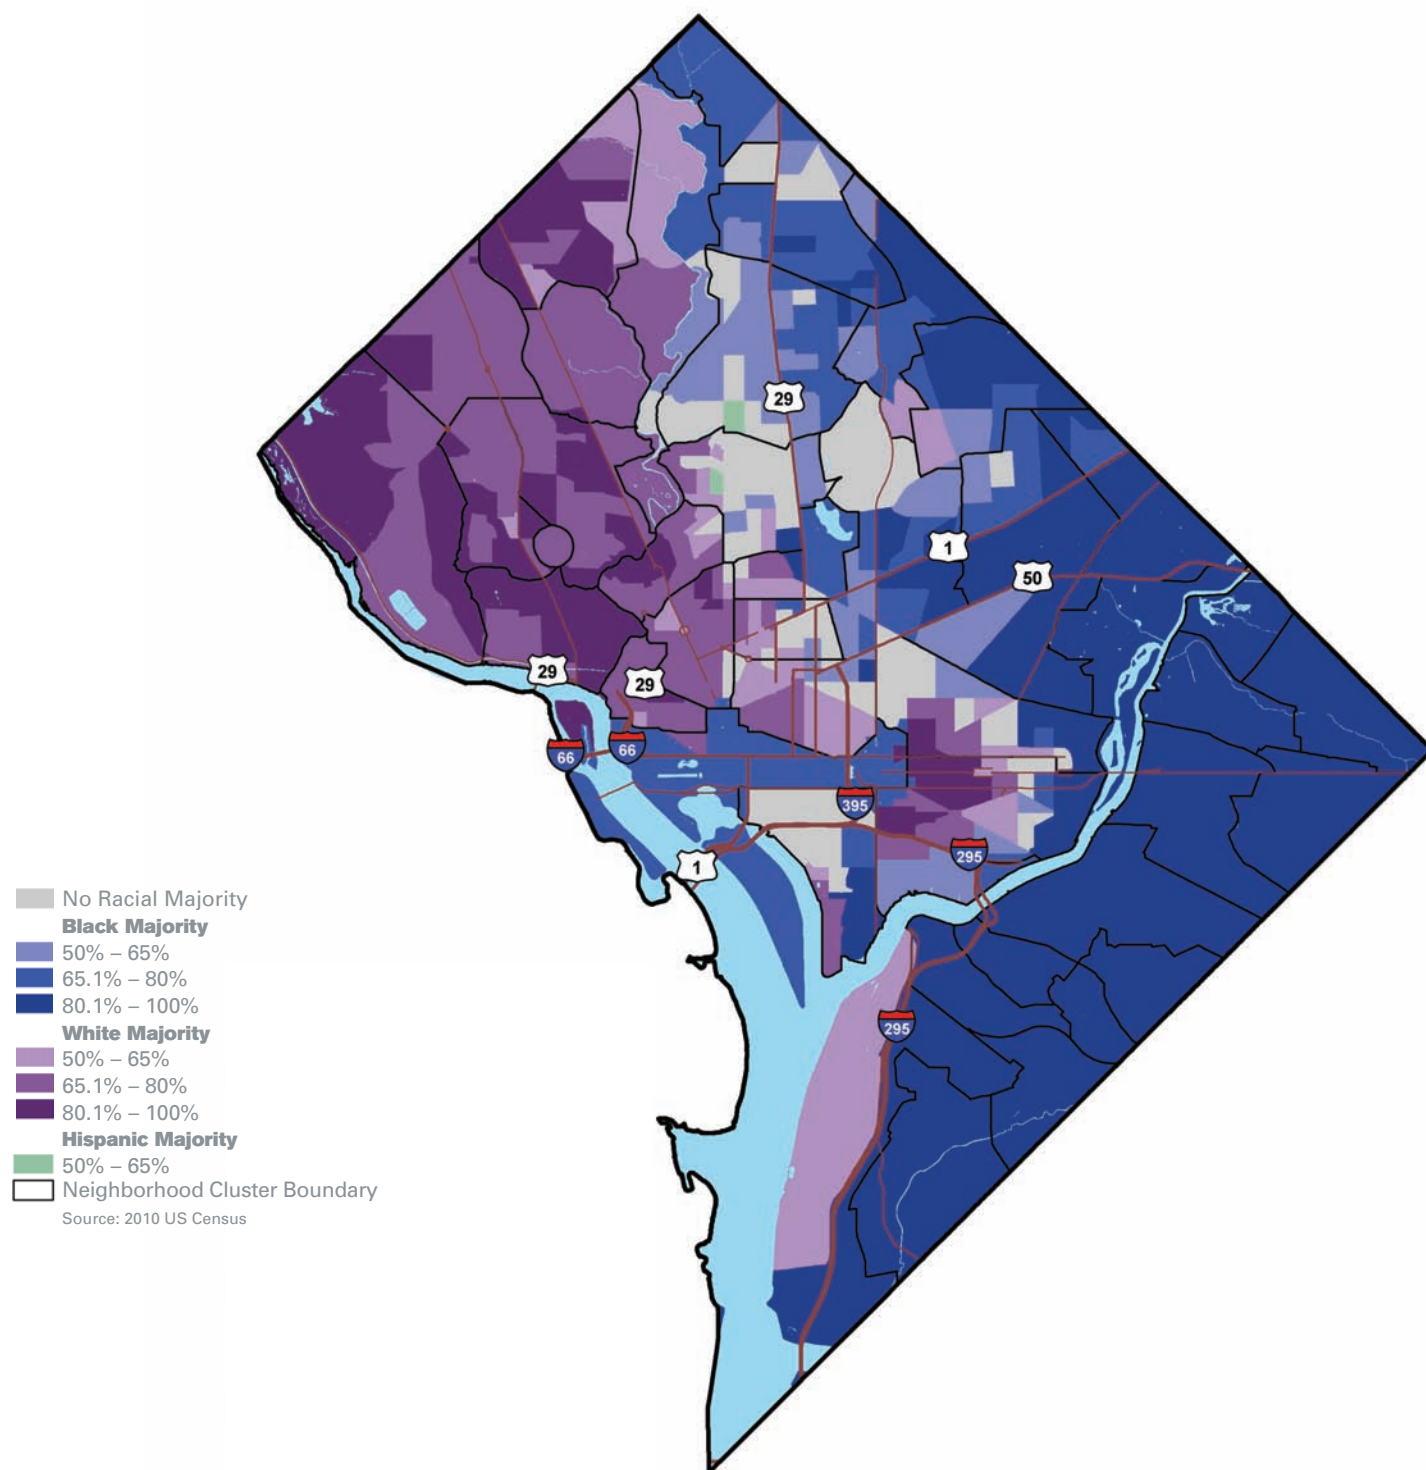 29
1
50
29
29
66
66
395
295
1
295
No Racial Majority
Black Majority
50% – 65%
65.1% – 80%
80.1% – 100%
White Majority
50% – 65%
65.1% – 80%
80.1% – 100%
Hispanic Majority
50% – 65%
Neighborhood Cluster Boundary
Source: 2010 US Census